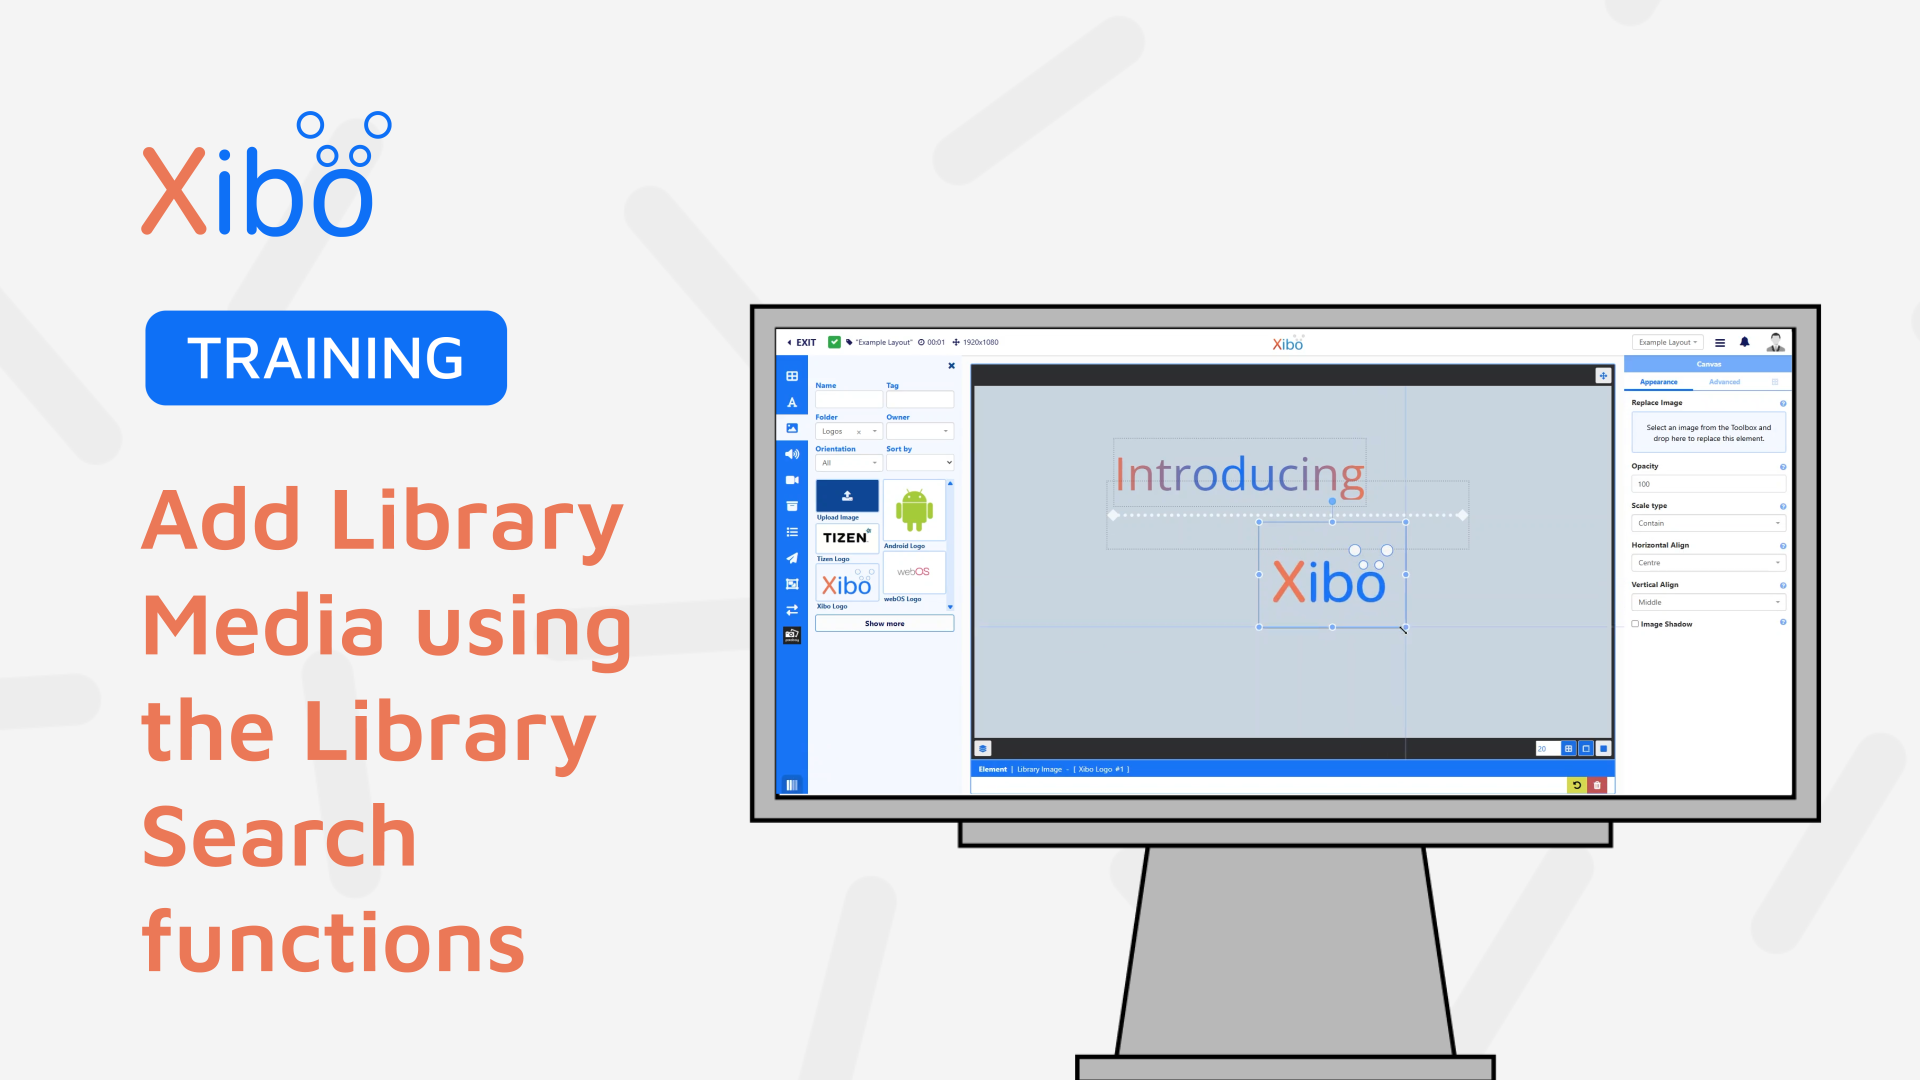 Xibo
TRAINING
Add Library
Media using
the Library
Search
functions
EXIT "Example Layout" 00:01 1920x1080
Xibo
Example Layout
Name Tag
Folder Owner
Logos ×
Orientation Sort by
All
Upload Image
Android Logo
TIZEN
Tizen Logo
webOS
webOS Logo
Xibo
Xibo Logo
Show more
Introducing
Xibo
20
Element | Library Image - [ Xibo Logo #1 ]
Canvas
Appearance Advanced
Replace Image
Select an image from the Toolbox and
drop here to replace this element.
Opacity
100
Scale type
Contain
Horizontal Align
Centre
Vertical Align
Middle
Image Shadow